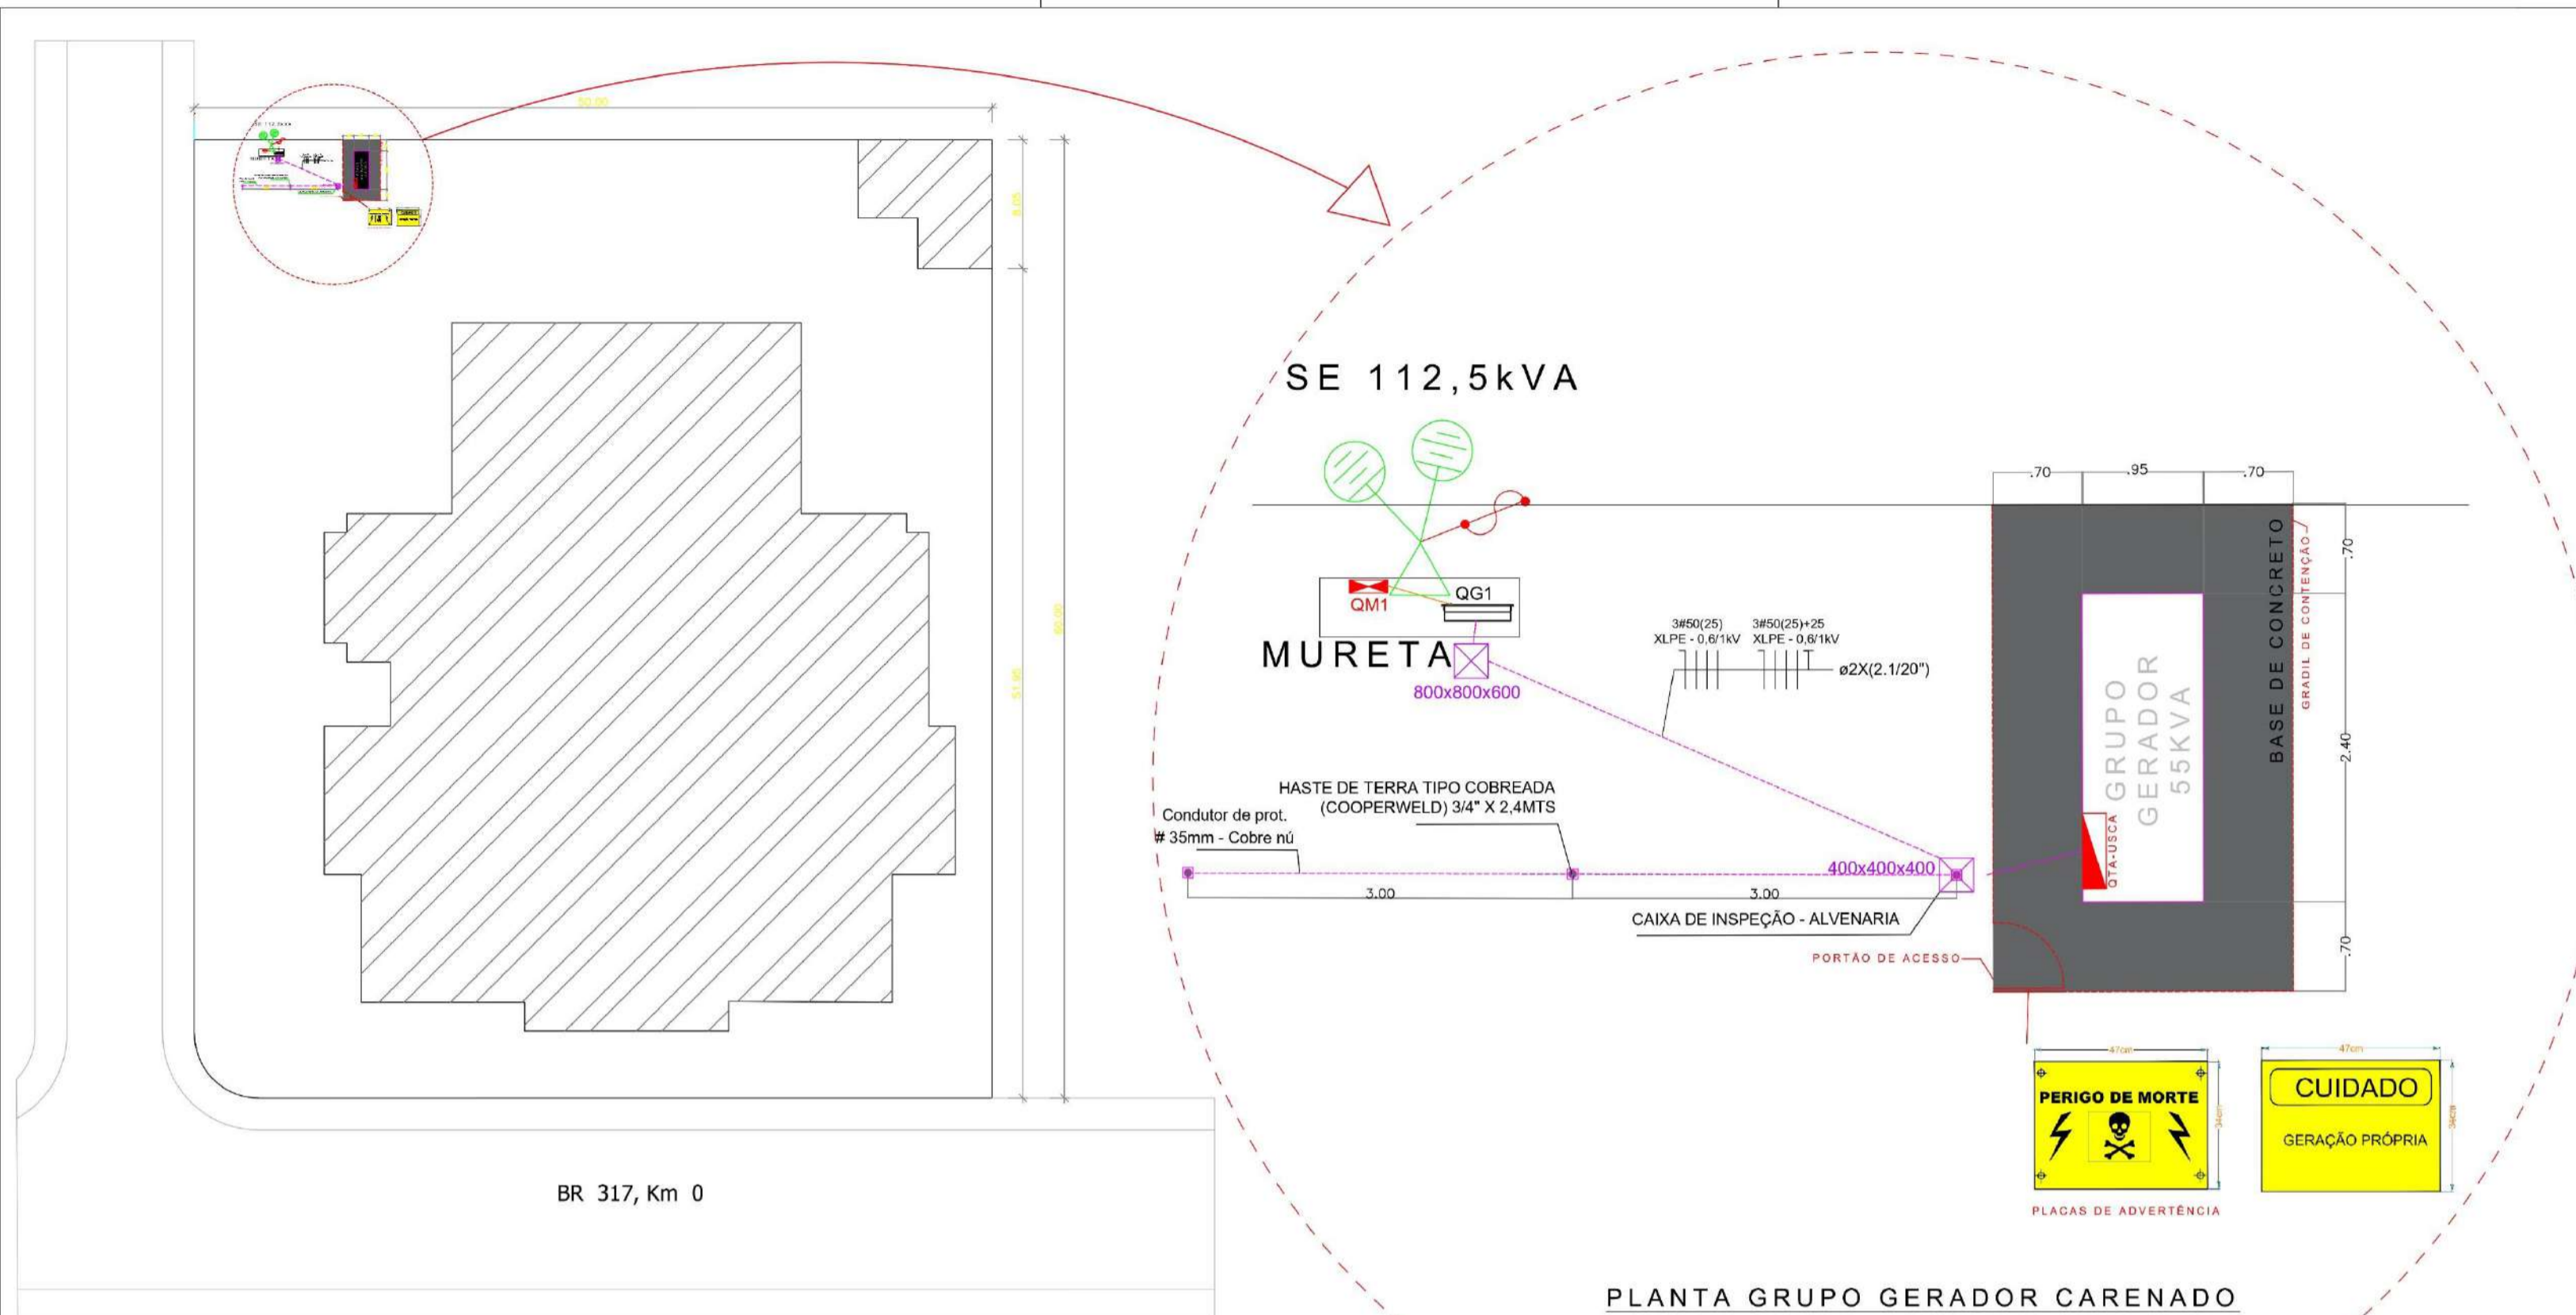 50.00
8.05
60.00
51.95
BR 317, Km 0
SE 112,5kVA
QM1
QG1
MURETA
800x800x600
3#50(25)
XLPE - 0,6/1kV
3#50(25)+25
XLPE - 0,6/1kV
ø2X(2.1/20")
HASTE DE TERRA TIPO COBREADA
(COOPERWELD) 3/4" X 2,4MTS
Condutor de prot.
# 35mm - Cobre nú
400x400x400
3.00
3.00
CAIXA DE INSPEÇÃO - ALVENARIA
PORTÃO DE ACESSO
.70
.95
.70
BASE DE CONCRETO
GRADIL DE CONTENÇÃO
.70
2.40
.70
GRUPO
GERADOR
55KVA
QTA-USCA
47cm
PERIGO DE MORTE
34cm
47cm
CUIDADO
GERAÇÃO PRÓPRIA
34cm
PLACAS DE ADVERTÊNCIA
PLANTA GRUPO GERADOR CARENADO